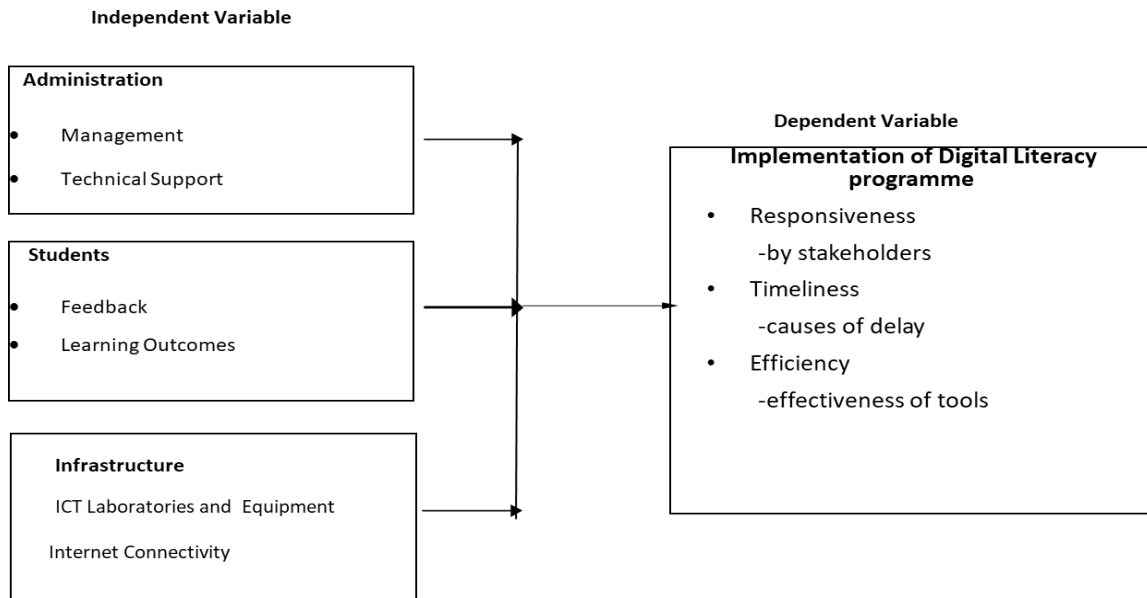 Independent Variable
Administration
• Management
• Technical Support
Students
• Feedback
• Learning Outcomes
Infrastructure
ICT Laboratories and Equipment
Internet Connectivity
Dependent Variable
Implementation of Digital Literacy
programme
• Responsiveness
-by stakeholders
• Timeliness
-causes of delay
• Efficiency
-effectiveness of tools